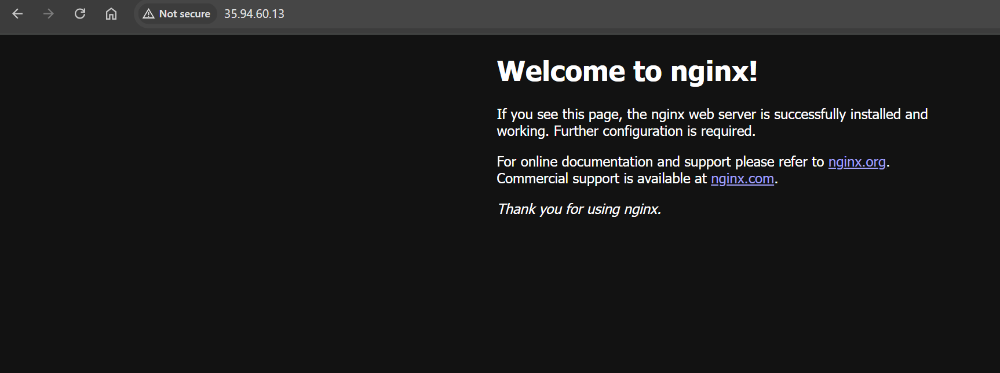 Not secure 35.94.60.13
Welcome to nginx!
If you see this page, the nginx web server is successfully installed and
working. Further configuration is required.
For online documentation and support please refer to nginx.org.
Commercial support is available at nginx.com.
Thank you for using nginx.